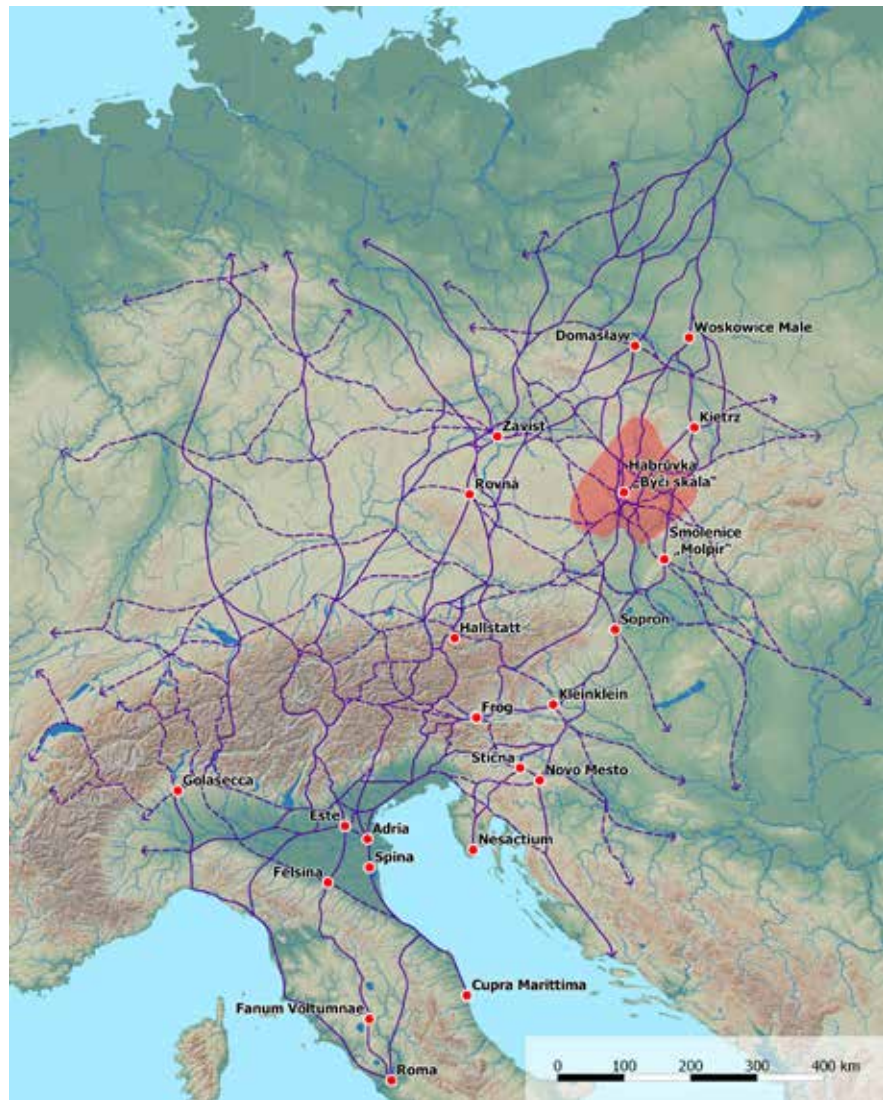 Domasław
Woskowice Małe
Kietrz
Závist
Habrůvka
„Býčí skála"
Rovná
Smolenice
„Molpír"
Sopron
Hallstatt
Kleinklein
Frög
Stična
Novo Mesto
Golasecca
Este
Adria
Nesactium
Spina
Felsina
Cupra Marittima
Fanum Voltumnae
Roma
0 100 200 300 400 km